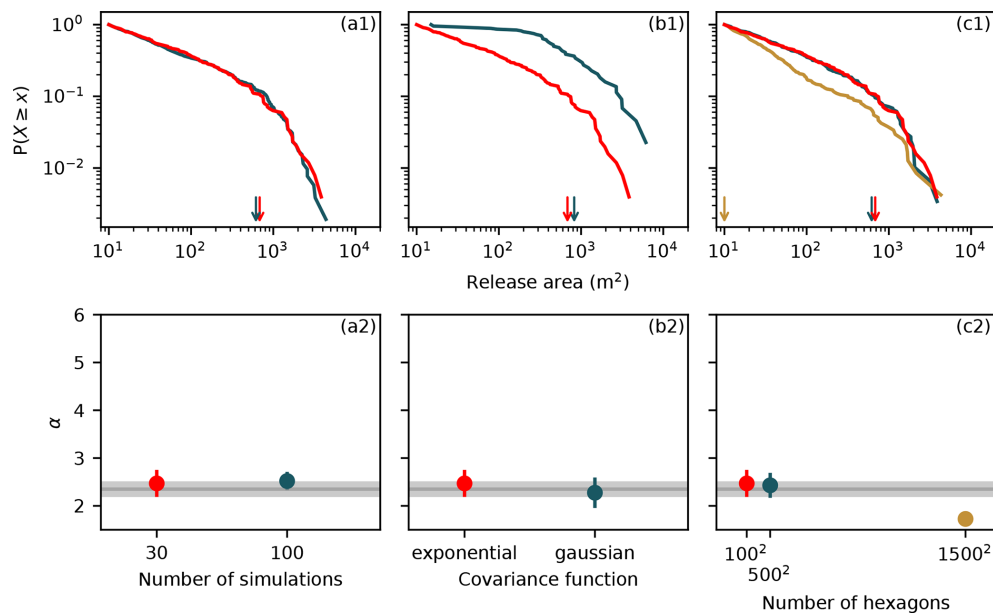 (a1) (b1) (c1)
10⁰
10⁻¹
10⁻²
P(X ≥ x)
10¹ 10² 10³ 10⁴ 10¹ 10² 10³ 10⁴ 10¹ 10² 10³ 10⁴
Release area (m²)
(a2) (b2) (c2)
6
5
4
3
2
α
30 100 exponential gaussian 100² 1500²
500²
Number of simulations Covariance function
Number of hexagons